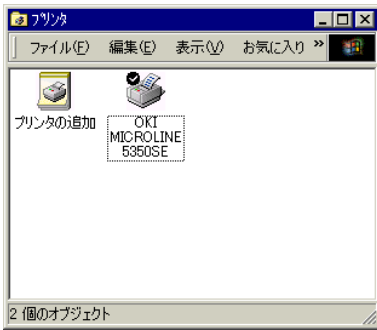 プリンタ
ファイル(F) 編集(E) 表示(V) お気に入り »
プリンタの追加
OKI
MICROLINE
5350SE
2 個のオブジェクト